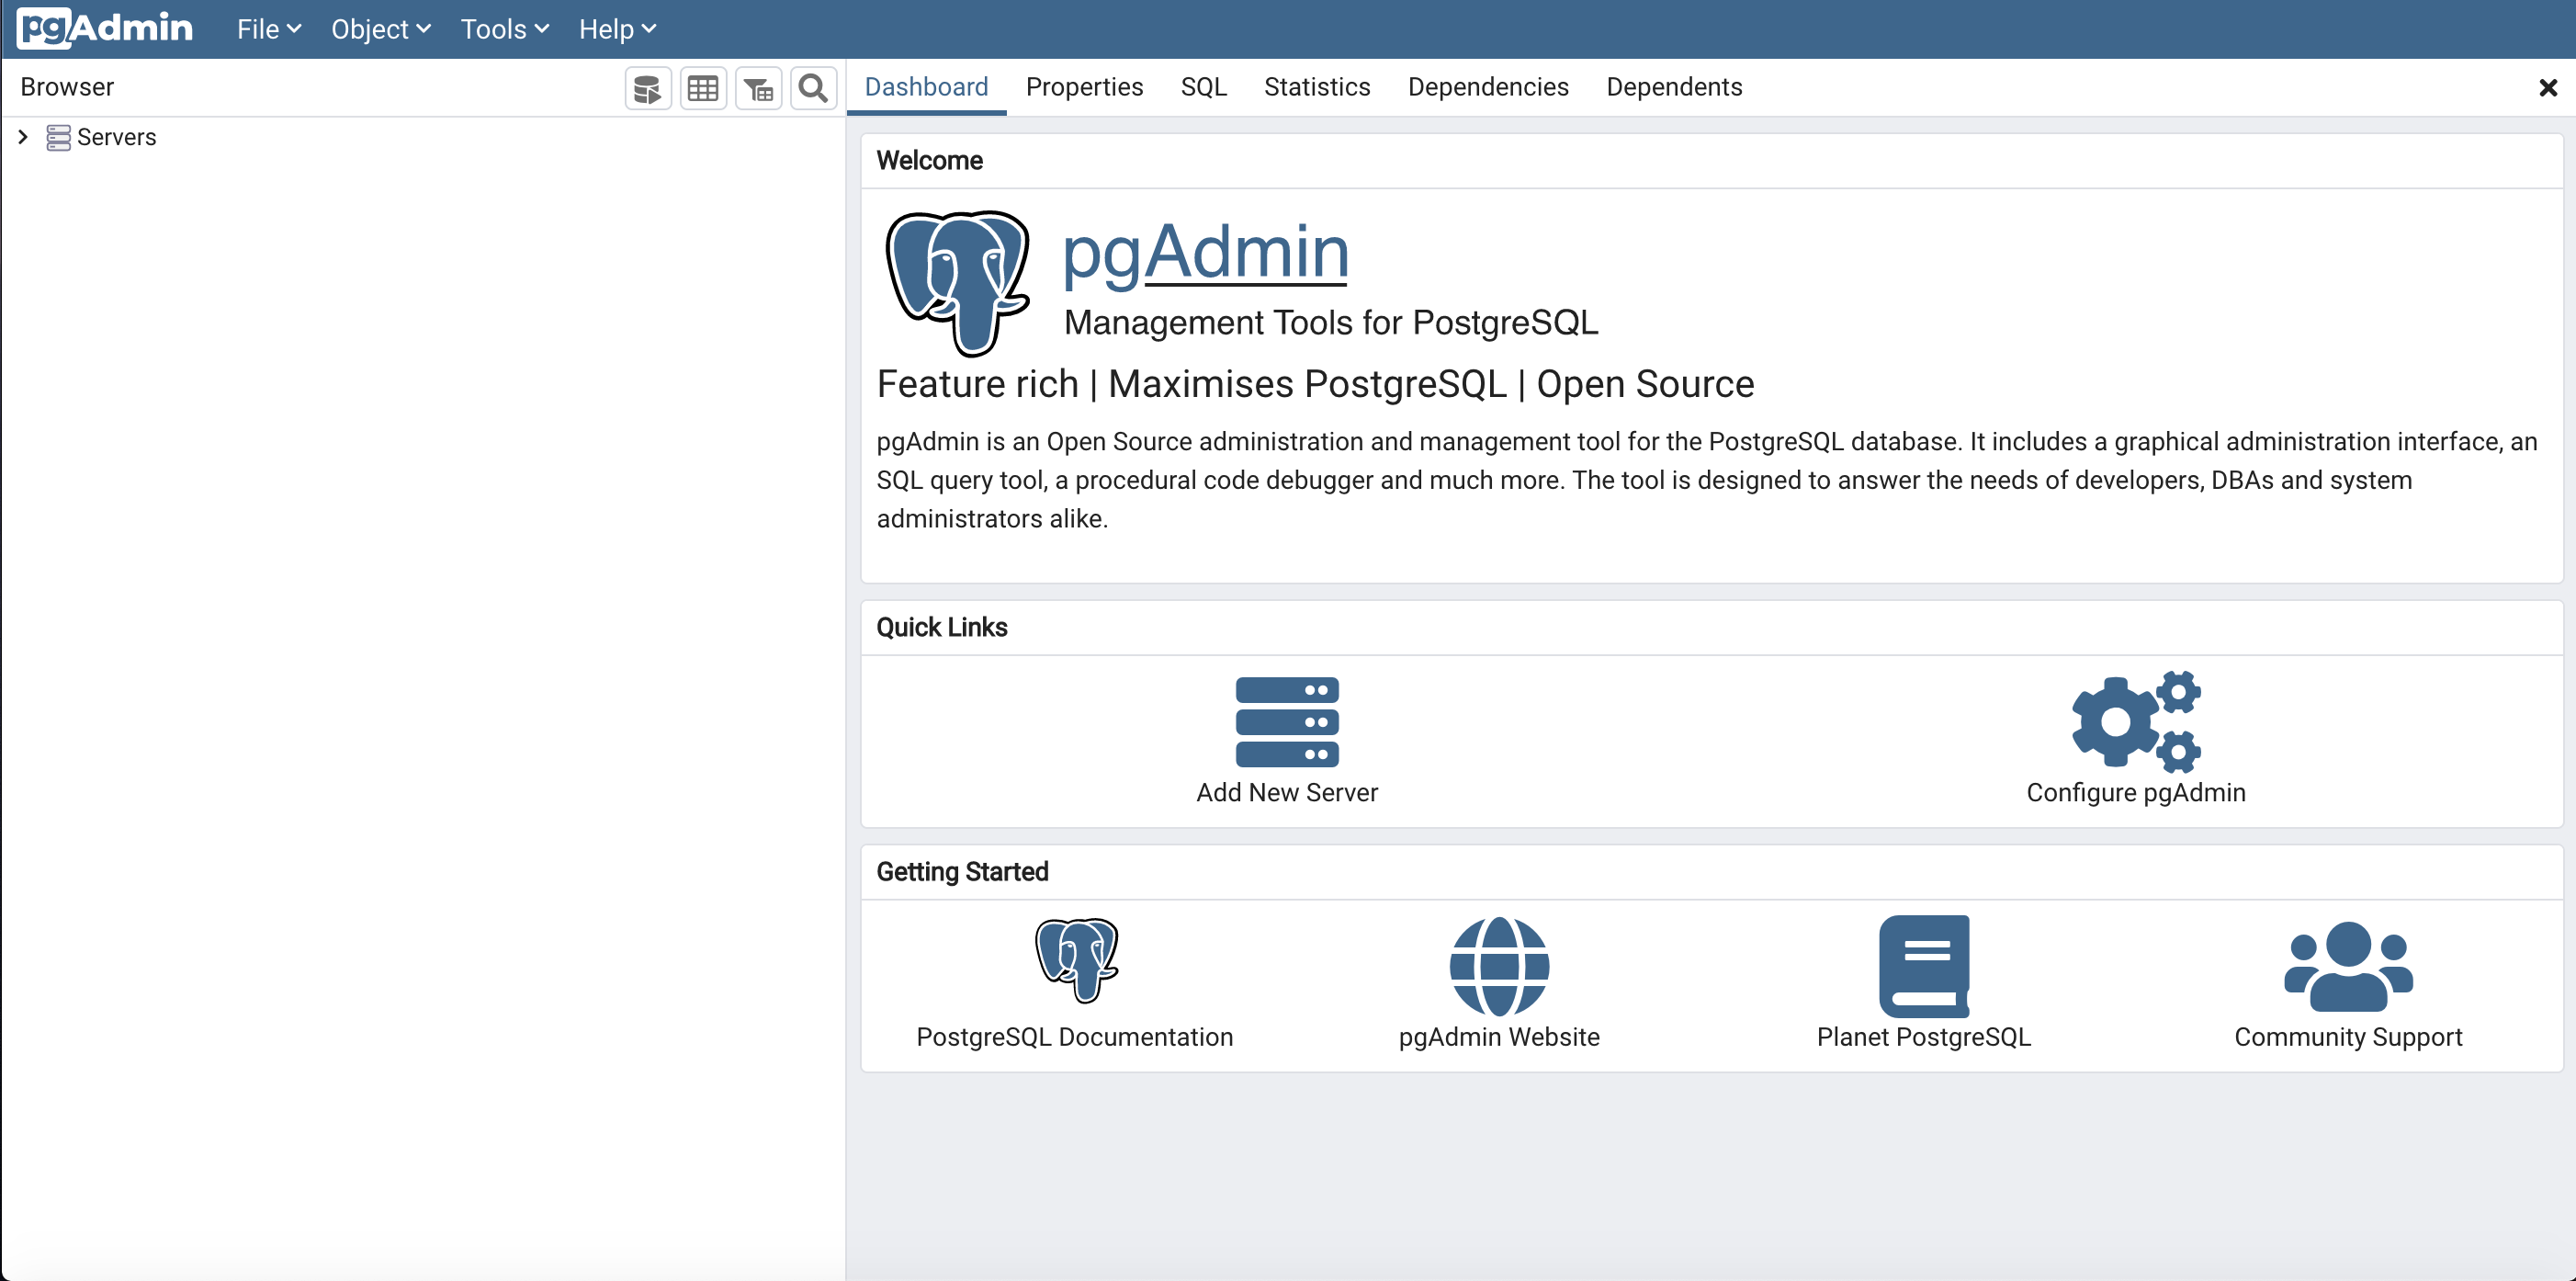 pgAdmin File Object Tools Help
Browser
Servers
Dashboard Properties SQL Statistics Dependencies Dependents
Welcome
pgAdmin
Management Tools for PostgreSQL
Feature rich | Maximises PostgreSQL | Open Source
pgAdmin is an Open Source administration and management tool for the PostgreSQL database. It includes a graphical administration interface, an
SQL query tool, a procedural code debugger and much more. The tool is designed to answer the needs of developers, DBAs and system
administrators alike.
Quick Links
Add New Server Configure pgAdmin
Getting Started
PostgreSQL Documentation pgAdmin Website Planet PostgreSQL Community Support